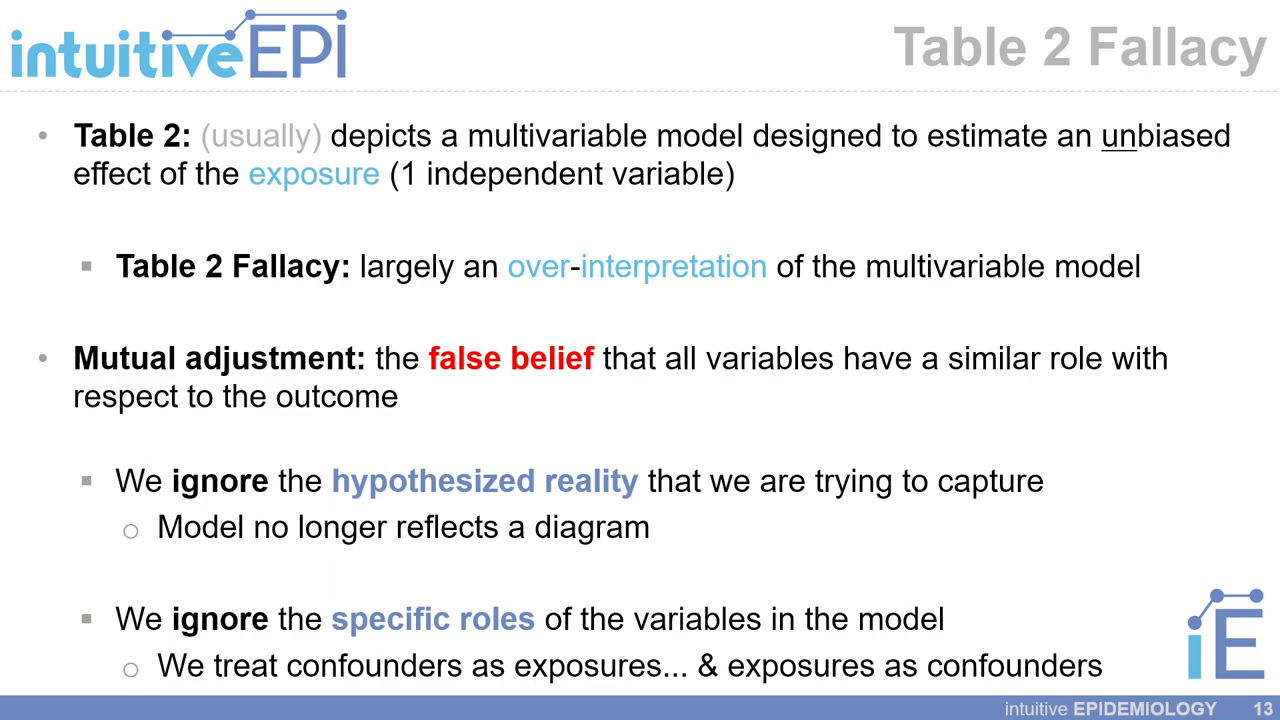 intuitiveEPI
Table 2 Fallacy
• Table 2: (usually) depicts a multivariable model designed to estimate an unbiased
effect of the exposure (1 independent variable)
▪ Table 2 Fallacy: largely an over-interpretation of the multivariable model
• Mutual adjustment: the false belief that all variables have a similar role with
respect to the outcome
▪ We ignore the hypothesized reality that we are trying to capture
o Model no longer reflects a diagram
▪ We ignore the specific roles of the variables in the model
o We treat confounders as exposures... & exposures as confounders
iE
intuitive EPIDEMIOLOGY 13